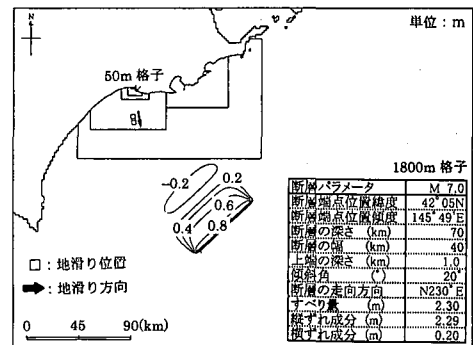 単位:m
N
50m 格子
-0.2
0.2
0.6
0.4
0.8
1800m 格子
断層パラメータ M 7.0
断層端点位置緯度 42°05N
断層端点位置経度 145°49′E
断層の深さ (km) 70
断層の幅 (km) 40
上端の深さ (km) 1.0
傾斜角 (°) 20°
断層の走向方向 N230°E
すべり量 (m) 2.30
縦ずれ成分 (m) 2.29
横ずれ成分 (m) 0.20
□:地滑り位置
➡:地滑り方向
0 45 90(km)